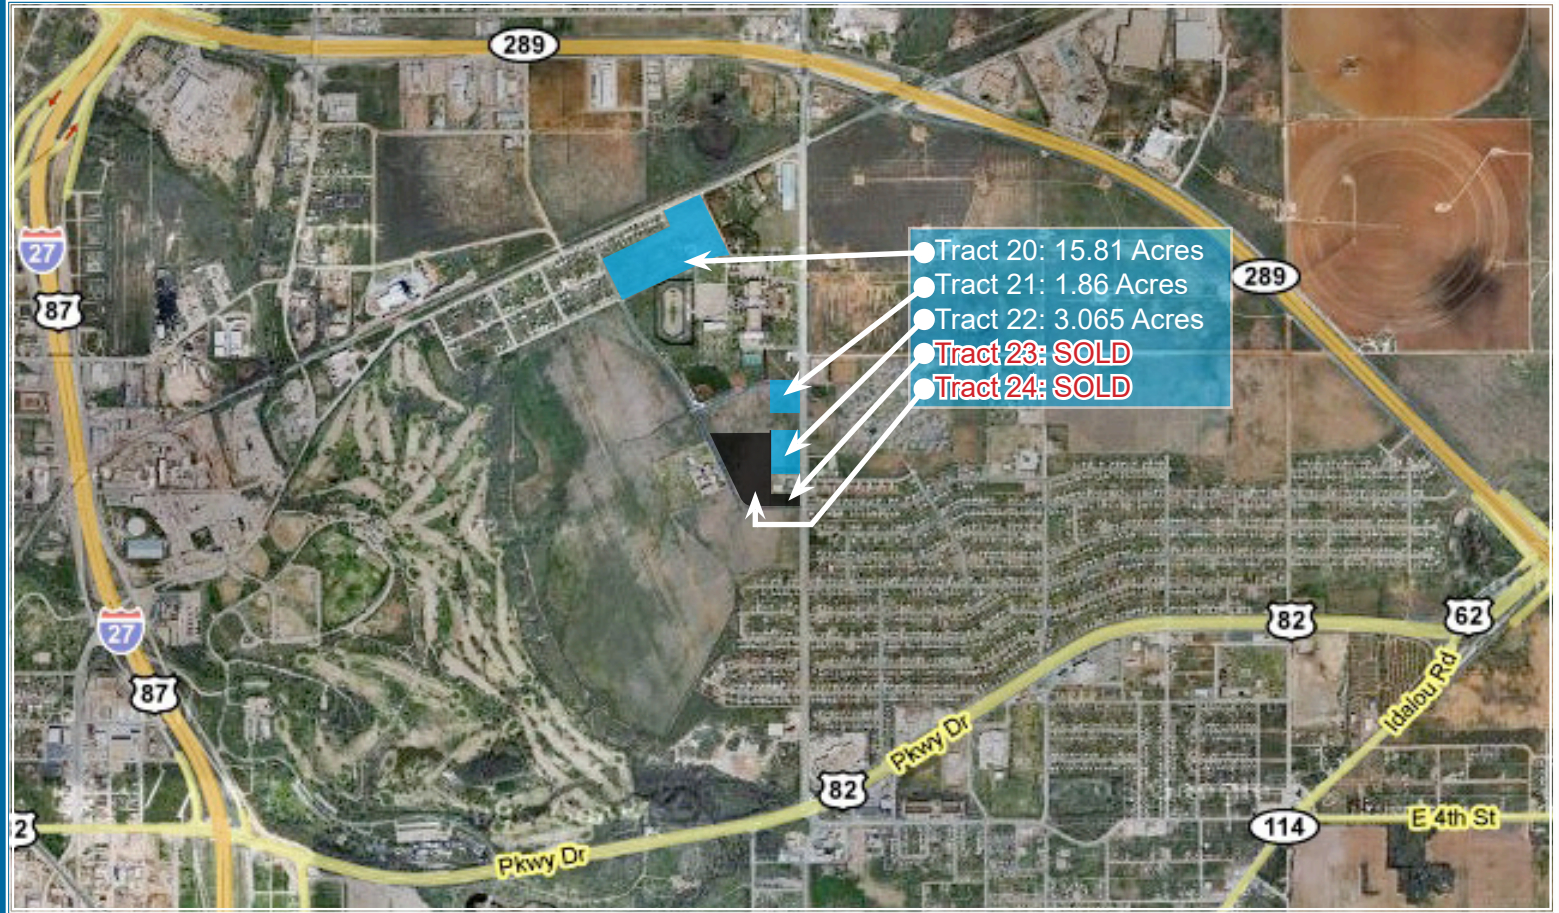 289
27
87
Tract 20: 15.81 Acres
Tract 21: 1.86 Acres
Tract 22: 3.065 Acres
Tract 23: SOLD
Tract 24: SOLD
289
27
87
82
62
Idalou Rd
Pkwy Dr
82
2
114
E 4th St
Pkwy Dr